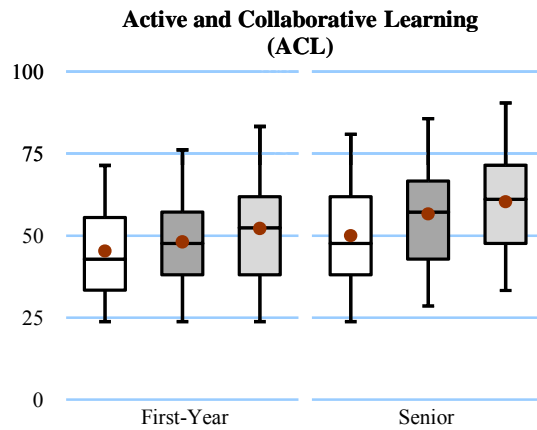 Active and Collaborative Learning
(ACL)
100
75
50
25
0
First-Year
Senior